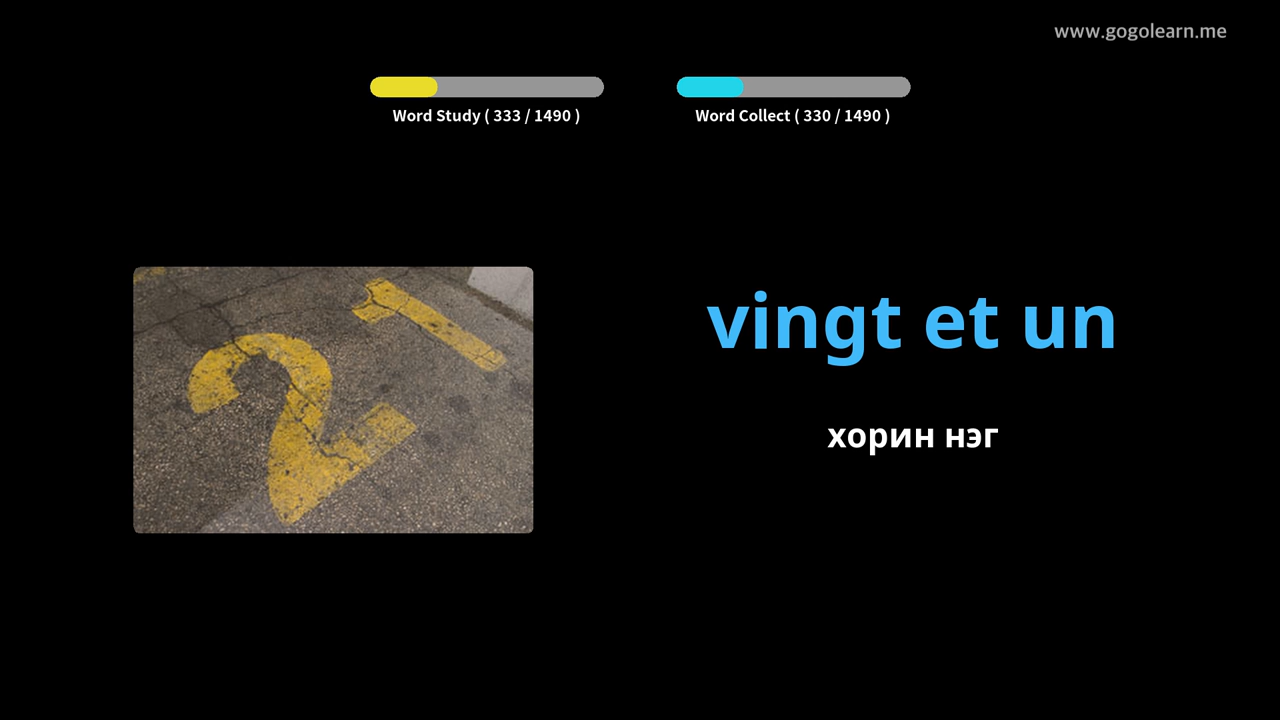 www.gogolearn.me
Word Study ( 333 / 1490 )
Word Collect ( 330 / 1490 )
21
vingt et un
хорин нэг